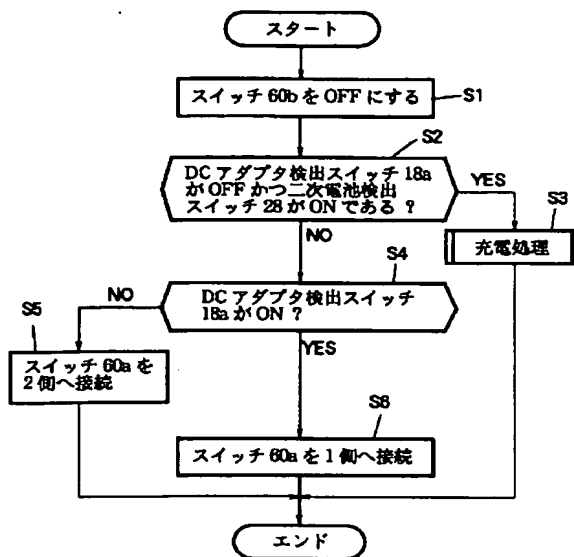 スタート
スイッチ 60b を OFF にする
S1
S2
DC アダプタ検出スイッチ 18a
が OFF かつ二次電池検出
スイッチ 28 が ON である ?
YES
S3
充電処理
NO
S4
DC アダプタ検出スイッチ
18a が ON ?
NO
S5
スイッチ 60a を
2 側へ接続
YES
S6
スイッチ 60a を 1 側へ接続
エンド